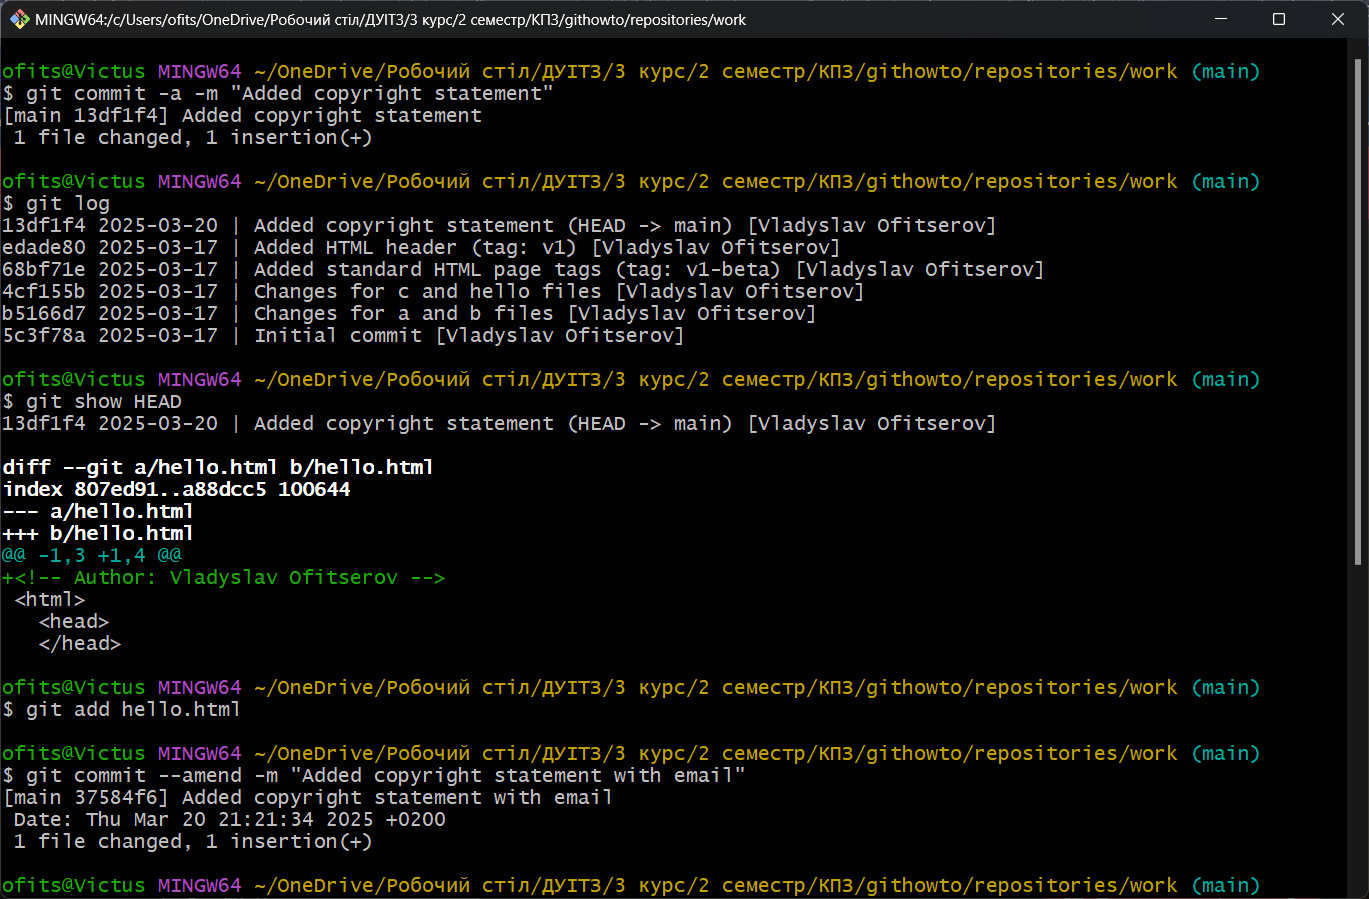 MINGW64:/c/Users/ofits/OneDrive/Робочий стіл/ДУІТЗ/3 курс/2 семестр/КПЗ/githowto/repositories/work
ofits@Victus MINGW64 ~/OneDrive/Робочий стіл/ДУІТЗ/3 курс/2 семестр/КПЗ/githowto/repositories/work (main)
$ git commit -a -m "Added copyright statement"
[main 13df1f4] Added copyright statement
 1 file changed, 1 insertion(+)
ofits@Victus MINGW64 ~/OneDrive/Робочий стіл/ДУІТЗ/3 курс/2 семестр/КПЗ/githowto/repositories/work (main)
$ git log
13df1f4 2025-03-20 | Added copyright statement (HEAD -> main) [Vladyslav Ofitserov]
edade80 2025-03-17 | Added HTML header (tag: v1) [Vladyslav Ofitserov]
68bf71e 2025-03-17 | Added standard HTML page tags (tag: v1-beta) [Vladyslav Ofitserov]
4cf155b 2025-03-17 | Changes for c and hello files [Vladyslav Ofitserov]
b5166d7 2025-03-17 | Changes for a and b files [Vladyslav Ofitserov]
5c3f78a 2025-03-17 | Initial commit [Vladyslav Ofitserov]
ofits@Victus MINGW64 ~/OneDrive/Робочий стіл/ДУІТЗ/3 курс/2 семестр/КПЗ/githowto/repositories/work (main)
$ git show HEAD
13df1f4 2025-03-20 | Added copyright statement (HEAD -> main) [Vladyslav Ofitserov]
diff --git a/hello.html b/hello.html
index 807ed91..a88dcc5 100644
--- a/hello.html
+++ b/hello.html
@@ -1,3 +1,4 @@
+<!-- Author: Vladyslav Ofitserov -->
 <html>
   <head>
   </head>
ofits@Victus MINGW64 ~/OneDrive/Робочий стіл/ДУІТЗ/3 курс/2 семестр/КПЗ/githowto/repositories/work (main)
$ git add hello.html
ofits@Victus MINGW64 ~/OneDrive/Робочий стіл/ДУІТЗ/3 курс/2 семестр/КПЗ/githowto/repositories/work (main)
$ git commit --amend -m "Added copyright statement with email"
[main 37584f6] Added copyright statement with email
 Date: Thu Mar 20 21:21:34 2025 +0200
 1 file changed, 1 insertion(+)
ofits@Victus MINGW64 ~/OneDrive/Робочий стіл/ДУІТЗ/3 курс/2 семестр/КПЗ/githowto/repositories/work (main)